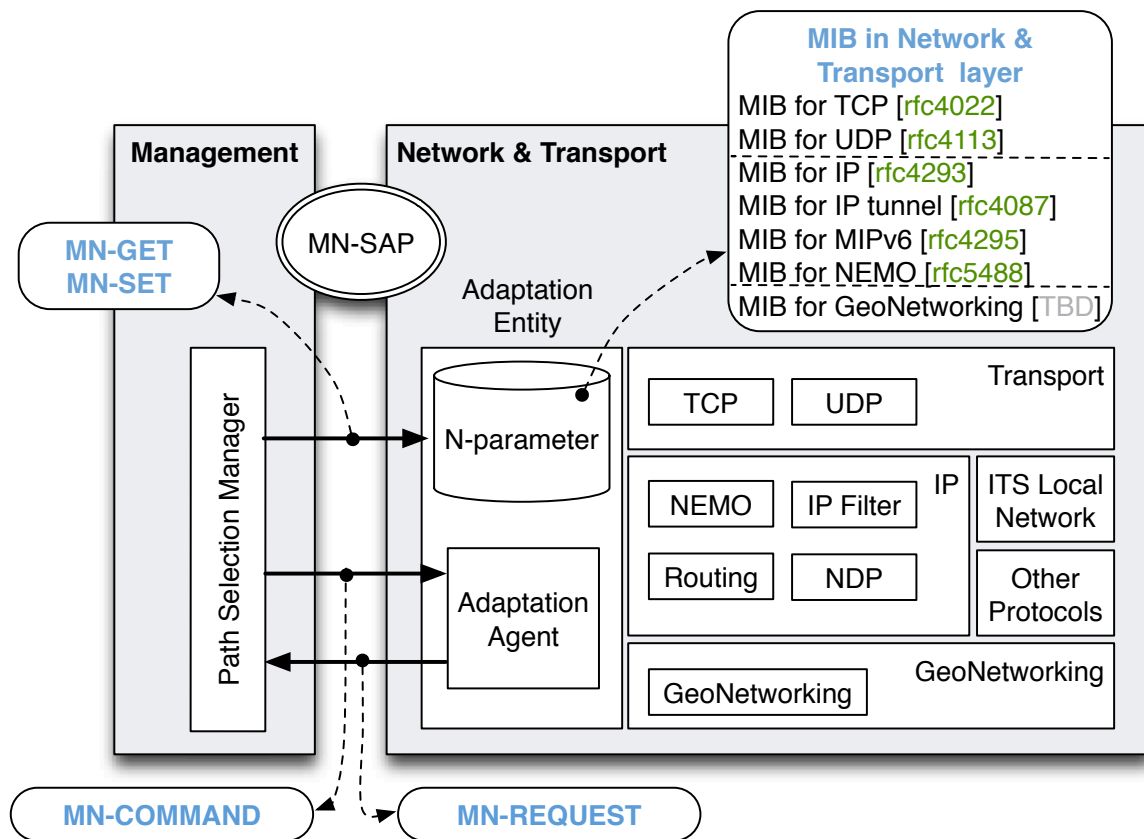 MIB in Network &
Transport layer
MIB for TCP [rfc4022]
MIB for UDP [rfc4113]
MIB for IP [rfc4293]
MIB for IP tunnel [rfc4087]
MIB for MIPv6 [rfc4295]
MIB for NEMO [rfc5488]
MIB for GeoNetworking [TBD]
Management
Network & Transport
MN-SAP
MN-GET
MN-SET
Adaptation
Entity
Path Selection Manager
N-parameter
Adaptation
Agent
Transport
TCP
UDP
IP
NEMO
IP Filter
Routing
NDP
ITS Local
Network
Other
Protocols
GeoNetworking
GeoNetworking
MN-COMMAND
MN-REQUEST